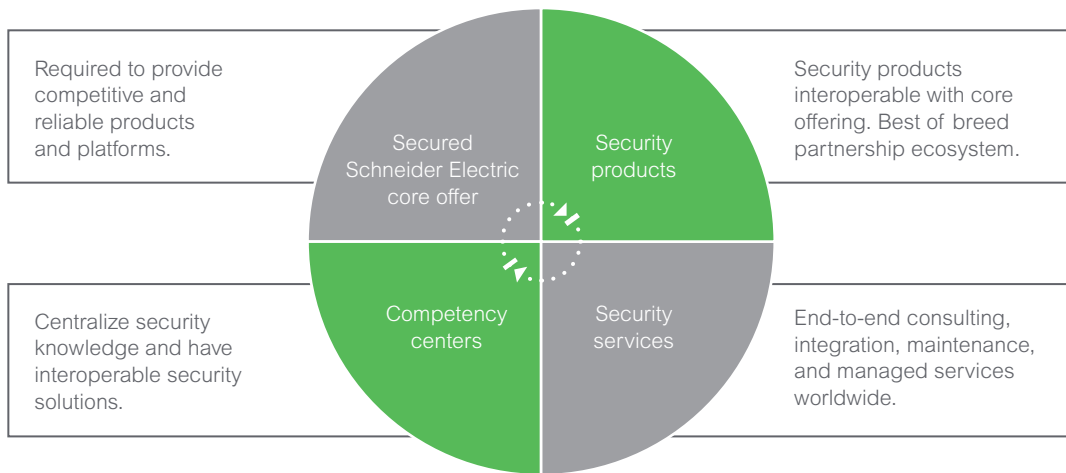 Required to provide
competitive and
reliable products
and platforms.
Secured
Schneider Electric
core offer
Security
products
Security products
interoperable with core
offering. Best of breed
partnership ecosystem.
Centralize security
knowledge and have
interoperable security
solutions.
Competency
centers
Security
services
End-to-end consulting,
integration, maintenance,
and managed services
worldwide.